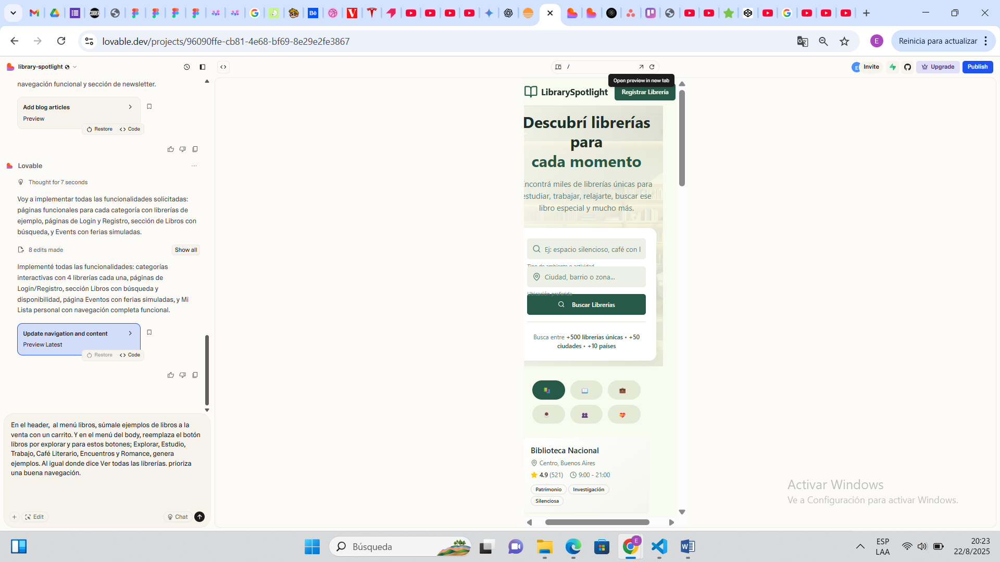 lovable.dev/projects/96090ffe-cb81-4e68-bf69-8e29e2fe3867
E
Reinicia para actualizar
library-spotlight
/
E
Invite
Upgrade
Publish
Open preview in new tab
navegación funcional y sección de newsletter.
Add blog articles
Preview
Restore
Code
Lovable
Thought for 7 seconds
Voy a implementar todas las funcionalidades solicitadas:
páginas funcionales para cada categoría con librerías de
ejemplo, páginas de Login y Registro, sección de Libros con
búsqueda, y Events con ferias simuladas.
8 edits made
Show all
Implementé todas las funcionalidades: categorías
interactivas con 4 librerías cada una, páginas de
Login/Registro, sección Libros con búsqueda y
disponibilidad, página Eventos con ferias simuladas, y Mi
Lista personal con navegación completa funcional.
Update navigation and content
Preview Latest
Restore
Code
En el header,  al menú libros, súmale ejemplos de libros a la
venta con un carrito. Y en el menú del body, reemplaza el botón
libros por explorar y para estos botones; Explorar, Estudio,
Trabajo, Café Literario, Encuentros y Romance, genera
ejemplos. Al igual donde dice Ver todas las librerías. prioriza
una buena navegación.
Edit
Chat
LibrarySpotlight
Registrar Librería
Descubrí librerías
para
cada momento
Encontrá miles de librerías únicas para
estudiar, trabajar, relajarte, buscar ese
libro especial y mucho más.
Ej: espacio silencioso, café con l
Tipo de ambiente o actividad
Ciudad, barrio o zona...
Ubicación preferida
Buscar Librerías
Busca entre +500 librerías únicas • +50
ciudades • +10 países
Biblioteca Nacional
Centro, Buenos Aires
4.9 (521)
9:00 - 21:00
Patrimonio
Investigación
Silenciosa
Activar Windows
Ve a Configuración para activar Windows.
Búsqueda
E
ESP
LAA
20:23
22/8/2025